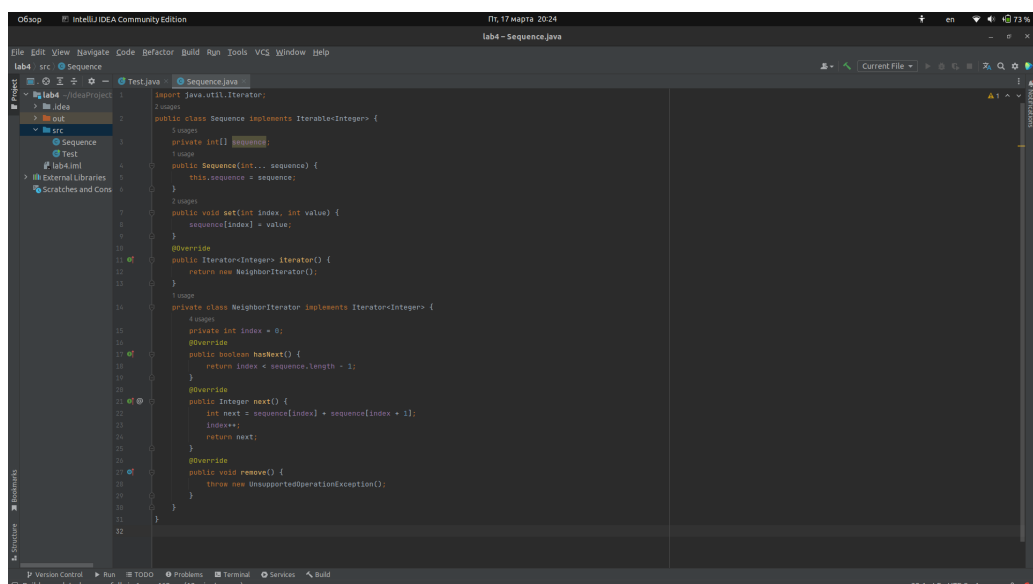 Обзор IntelliJ IDEA Community Edition Пт, 17 марта 20:24 en 73 %
lab4 – Sequence.java
File Edit View Navigate Code Refactor Build Run Tools VCS Window Help
lab4 src Sequence Current File
Project Test.java Sequence.java
lab4 ~/IdeaProject
.idea
out
src
Sequence
Test
lab4.iml
External Libraries
Scratches and Cons
1 import java.util.Iterator;
2 usages
2 public class Sequence implements Iterable<Integer> {
5 usages
3 private int[] sequence;
1 usage
4 public Sequence(int... sequence) {
5 this.sequence = sequence;
6 }
2 usages
7 public void set(int index, int value) {
8 sequence[index] = value;
9 }
10 @Override
11 public Iterator<Integer> iterator() {
12 return new NeighborIterator();
13 }
1 usage
14 private class NeighborIterator implements Iterator<Integer> {
4 usages
15 private int index = 0;
16 @Override
17 public boolean hasNext() {
18 return index < sequence.length - 1;
19 }
20 @Override
21 public Integer next() {
22 int next = sequence[index] + sequence[index + 1];
23 index++;
24 return next;
25 }
26 @Override
27 public void remove() {
28 throw new UnsupportedOperationException();
29 }
30 }
31 }
32
1
Notifications
Bookmarks
Structure
Version Control Run TODO Problems Terminal Services Build